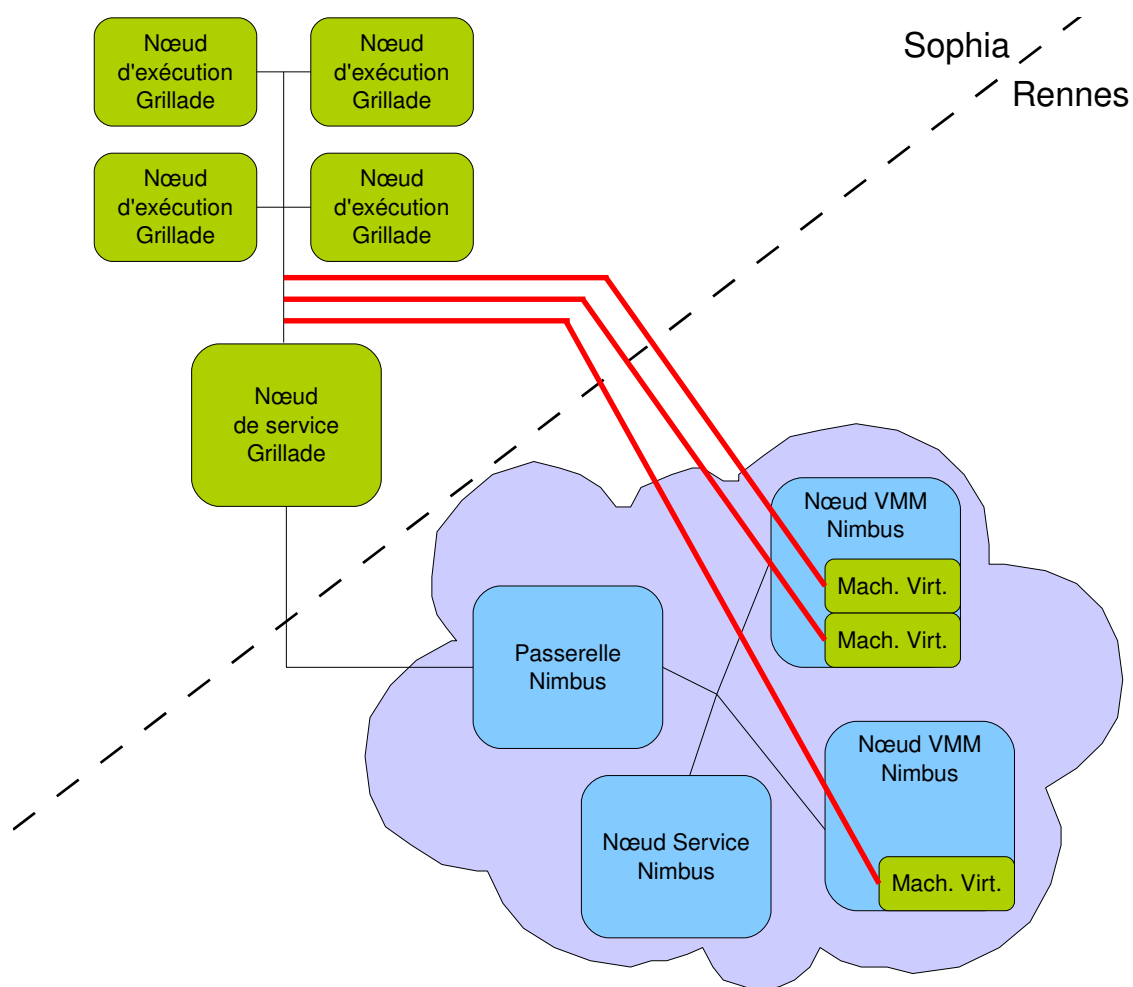 Nœud
d'exécution
Grillade
Nœud
d'exécution
Grillade
Sophia
Rennes
Nœud
d'exécution
Grillade
Nœud
d'exécution
Grillade
Nœud
de service
Grillade
Nœud VMM
Nimbus
Mach. Virt.
Mach. Virt.
Passerelle
Nimbus
Nœud VMM
Nimbus
Nœud Service
Nimbus
Mach. Virt.